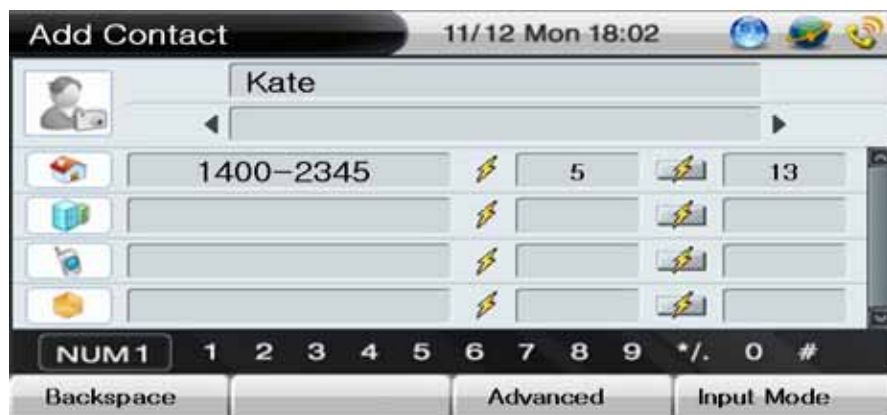 Add Contact 11/12 Mon 18:02
Kate
1400-2345 5 13
NUM1 1 2 3 4 5 6 7 8 9 */. 0 #
Backspace Advanced Input Mode